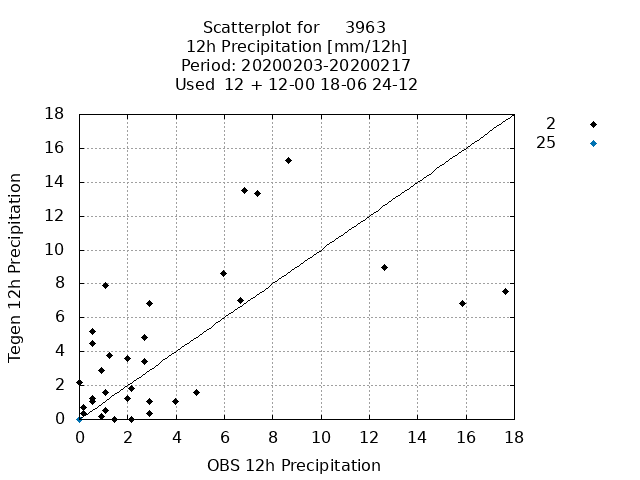 Scatterplot for 3963
12h Precipitation [mm/12h]
Period: 20200203-20200217
Used 12 + 12-00 18-06 24-12
2
25
Tegen 12h Precipitation
18
16
14
12
10
8
6
4
2
0
0 2 4 6 8 10 12 14 16 18
OBS 12h Precipitation